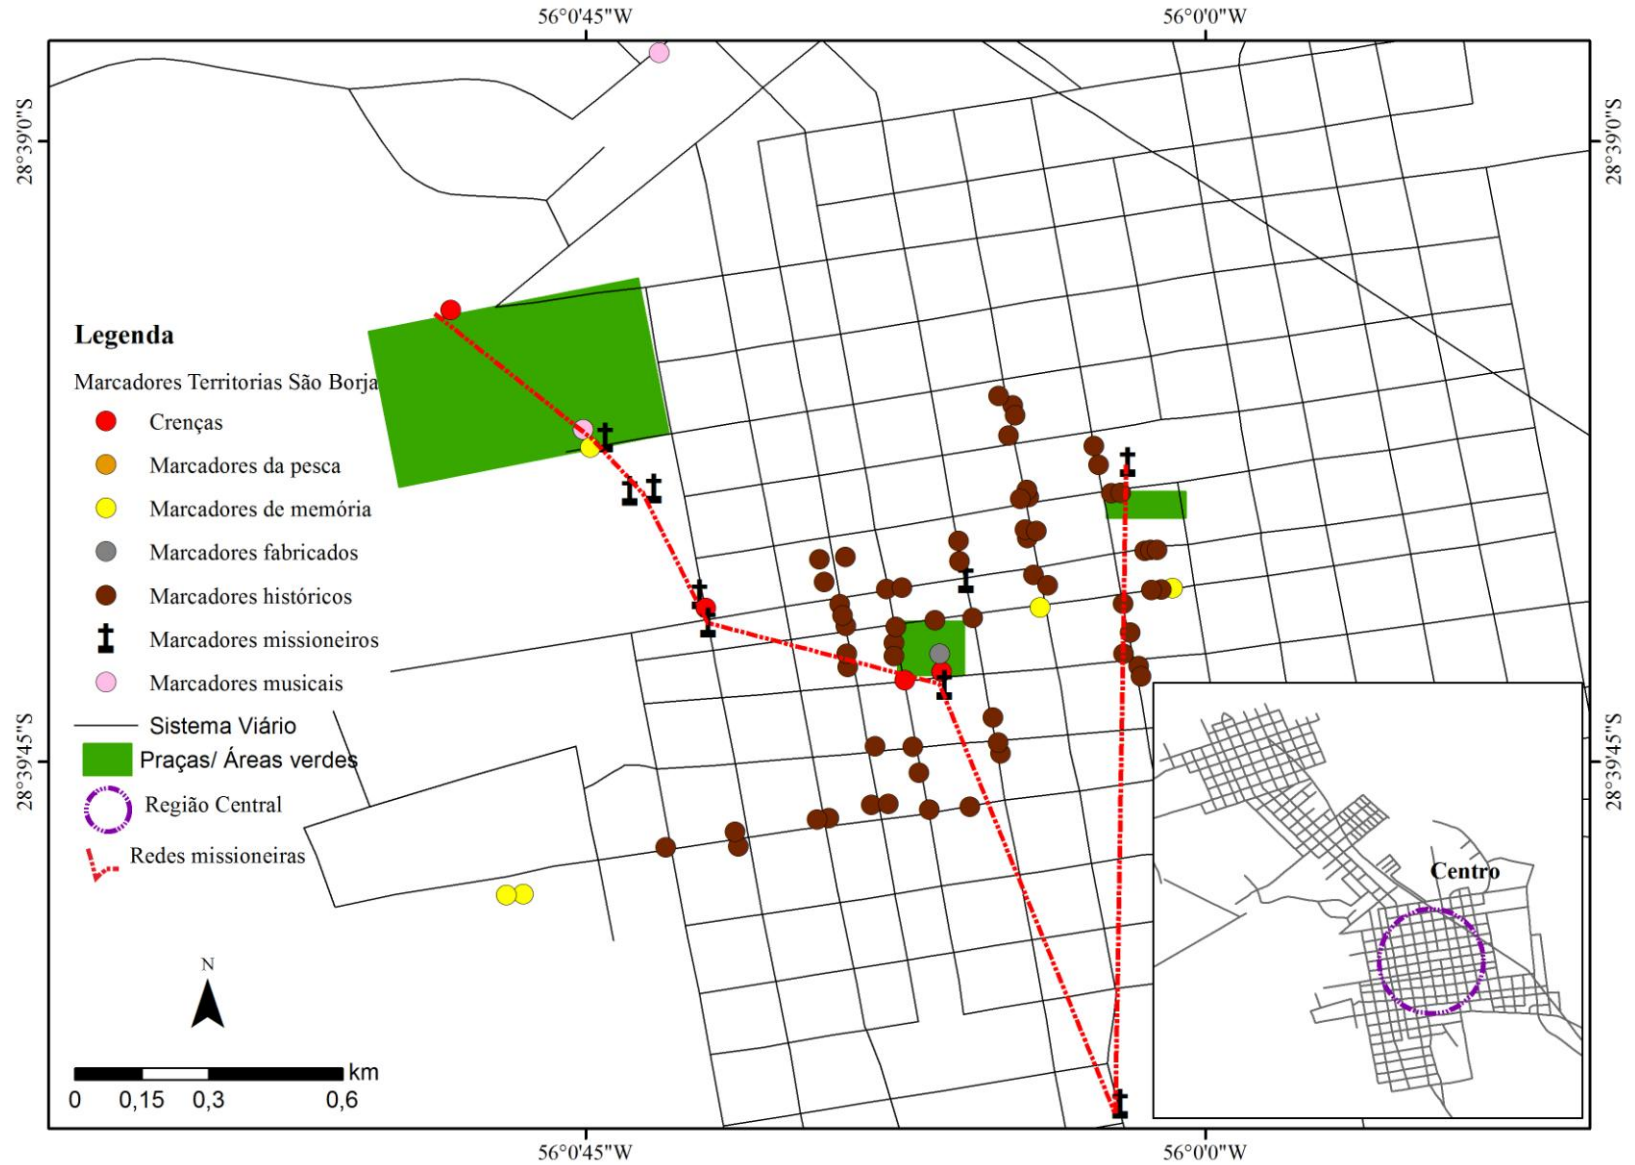 56°0'45"W
56°0'0"W
28°39'0"S
28°39'0"S
Legenda
Marcadores Territorias São Borja
Crenças
Marcadores da pesca
Marcadores de memória
Marcadores fabricados
Marcadores históricos
Marcadores missioneiros
Marcadores musicais
Sistema Viário
Praças/ Áreas verdes
Região Central
Redes missioneiras
28°39'45"S
28°39'45"S
Centro
N
km
0 0,15 0,3 0,6
56°0'45"W
56°0'0"W